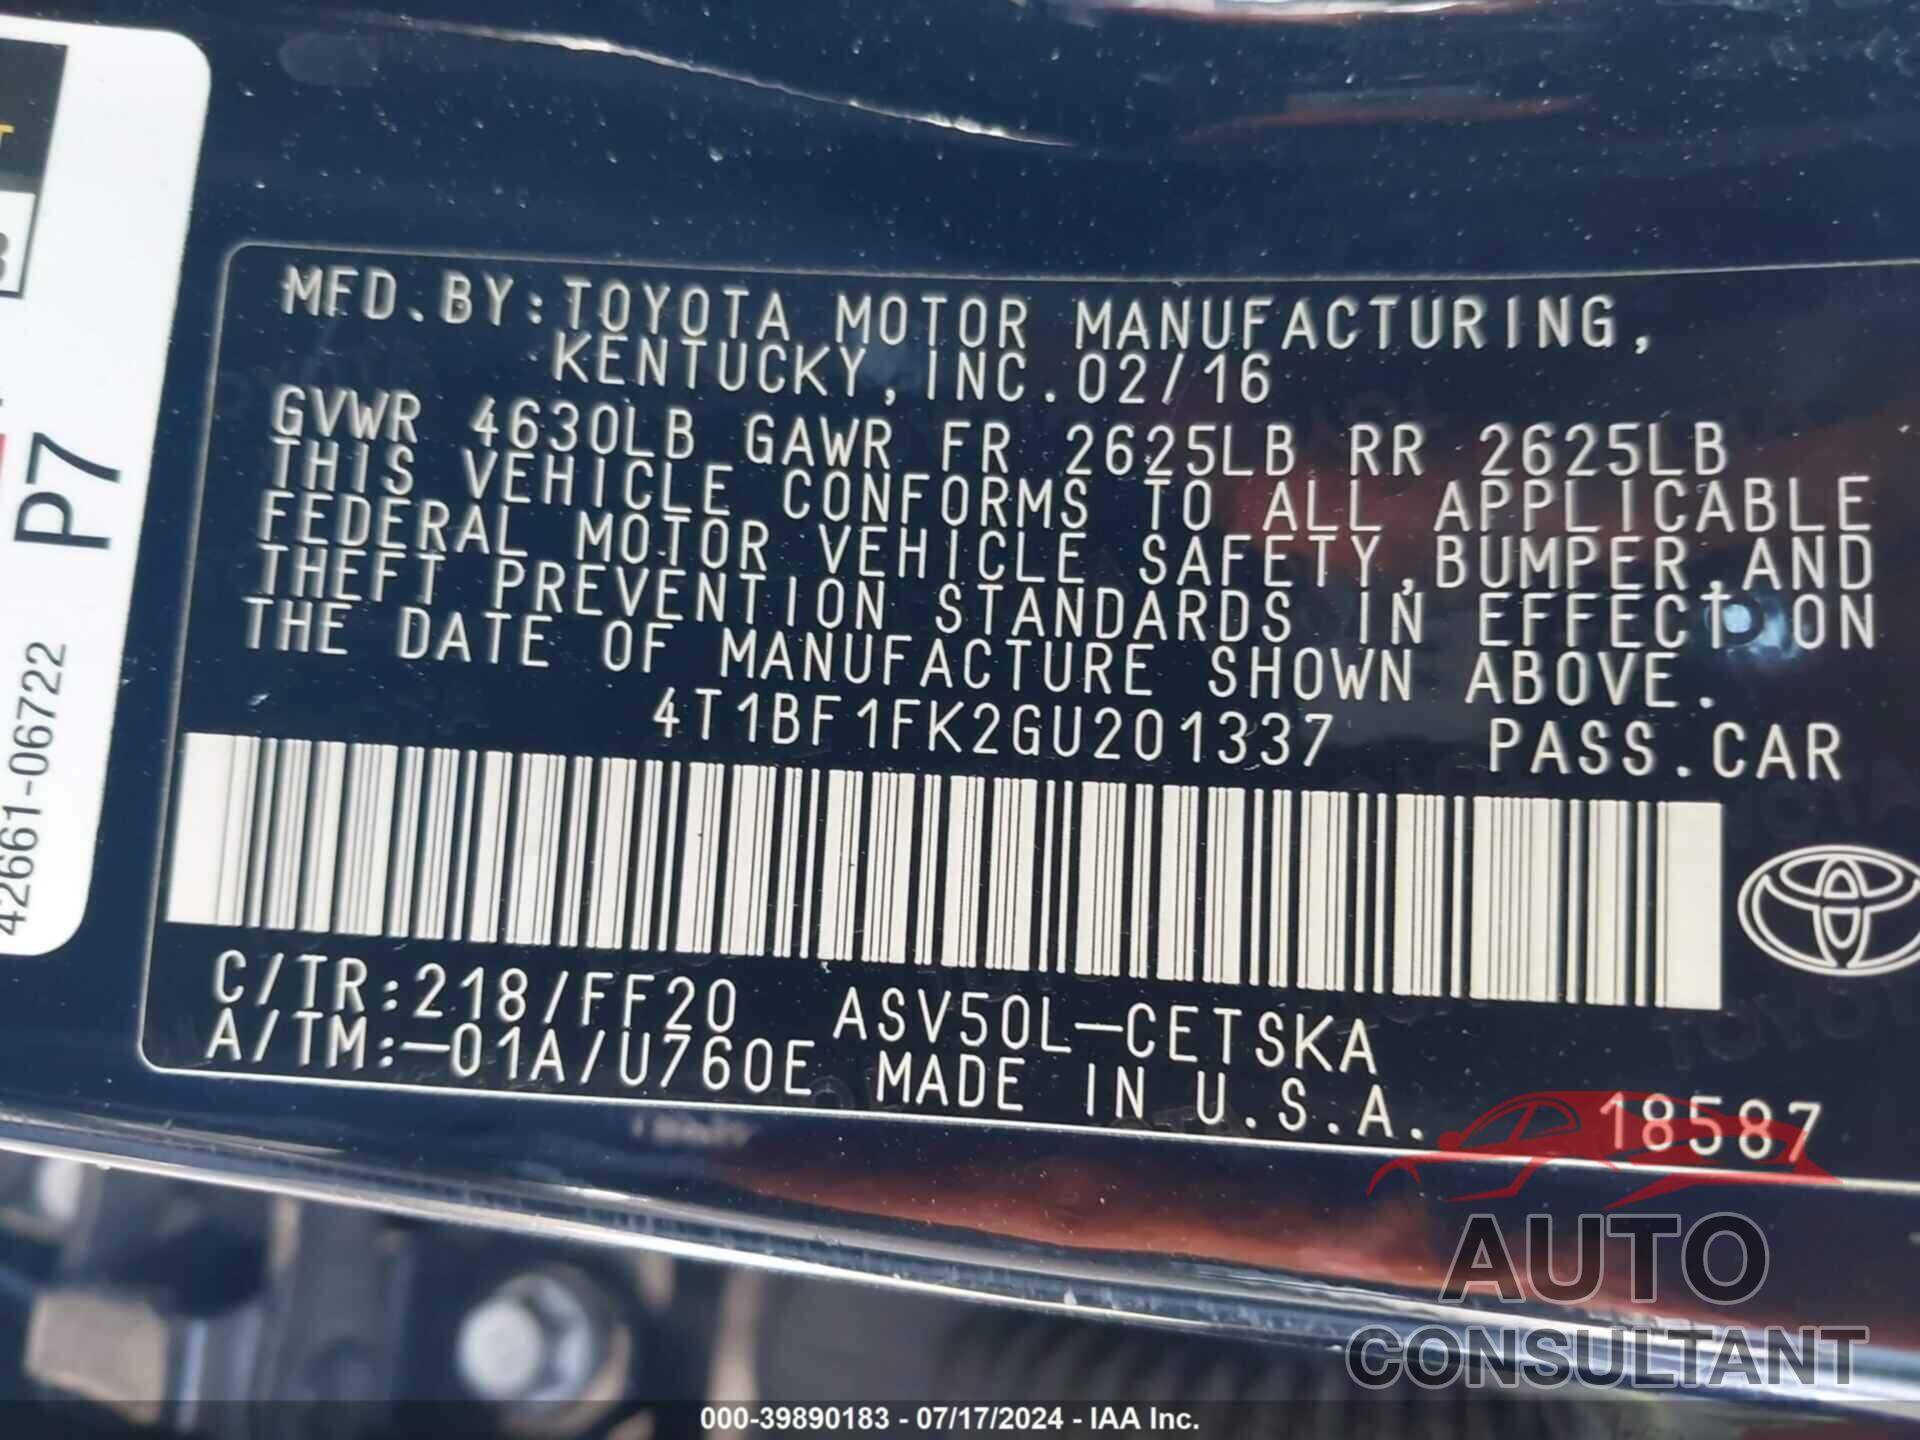 MFD.BY:TOYOTA MOTOR MANUFACTURING,
KENTUCKY,INC.02/16
GVWR 4630LB GAWR FR 2625LB RR 2625LB
THIS VEHICLE CONFORMS TO ALL APPLICABLE
FEDERAL MOTOR VEHICLE SAFETY,BUMPER,AND
THEFT PREVENTION STANDARDS IN EFFECT ON
THE DATE OF MANUFACTURE SHOWN ABOVE.
4T1BF1FK2GU201337 PASS.CAR
C/TR:218/FF20 ASV50L-CETSKA
A/TM:-01A/U760E MADE IN U.S.A.
18587
P7
42661-06722
AUTO
CONSULTANT
000-39890183 - 07/17/2024 - IAA Inc.